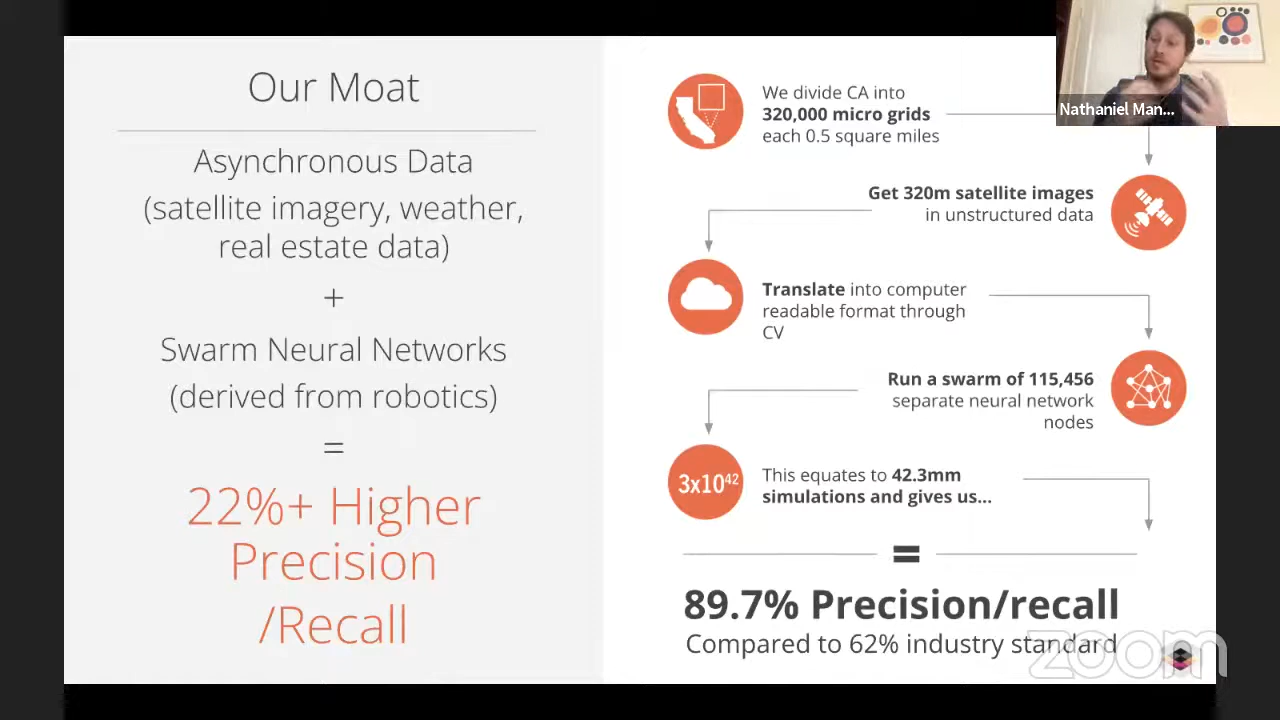 Our Moat
Asynchronous Data
(satellite imagery, weather,
real estate data)
+
Swarm Neural Networks
(derived from robotics)
=
22%+ Higher
Precision
/Recall
We divide CA into
320,000 micro grids
each 0.5 square miles
Get 320m satellite images
in unstructured data
Translate into computer
readable format through
CV
Run a swarm of 115,456
separate neural network
nodes
3x10⁴²
This equates to 42.3mm
simulations and gives us...
=
89.7% Precision/recall
Compared to 62% industry standard
Nathaniel Man...
zoom